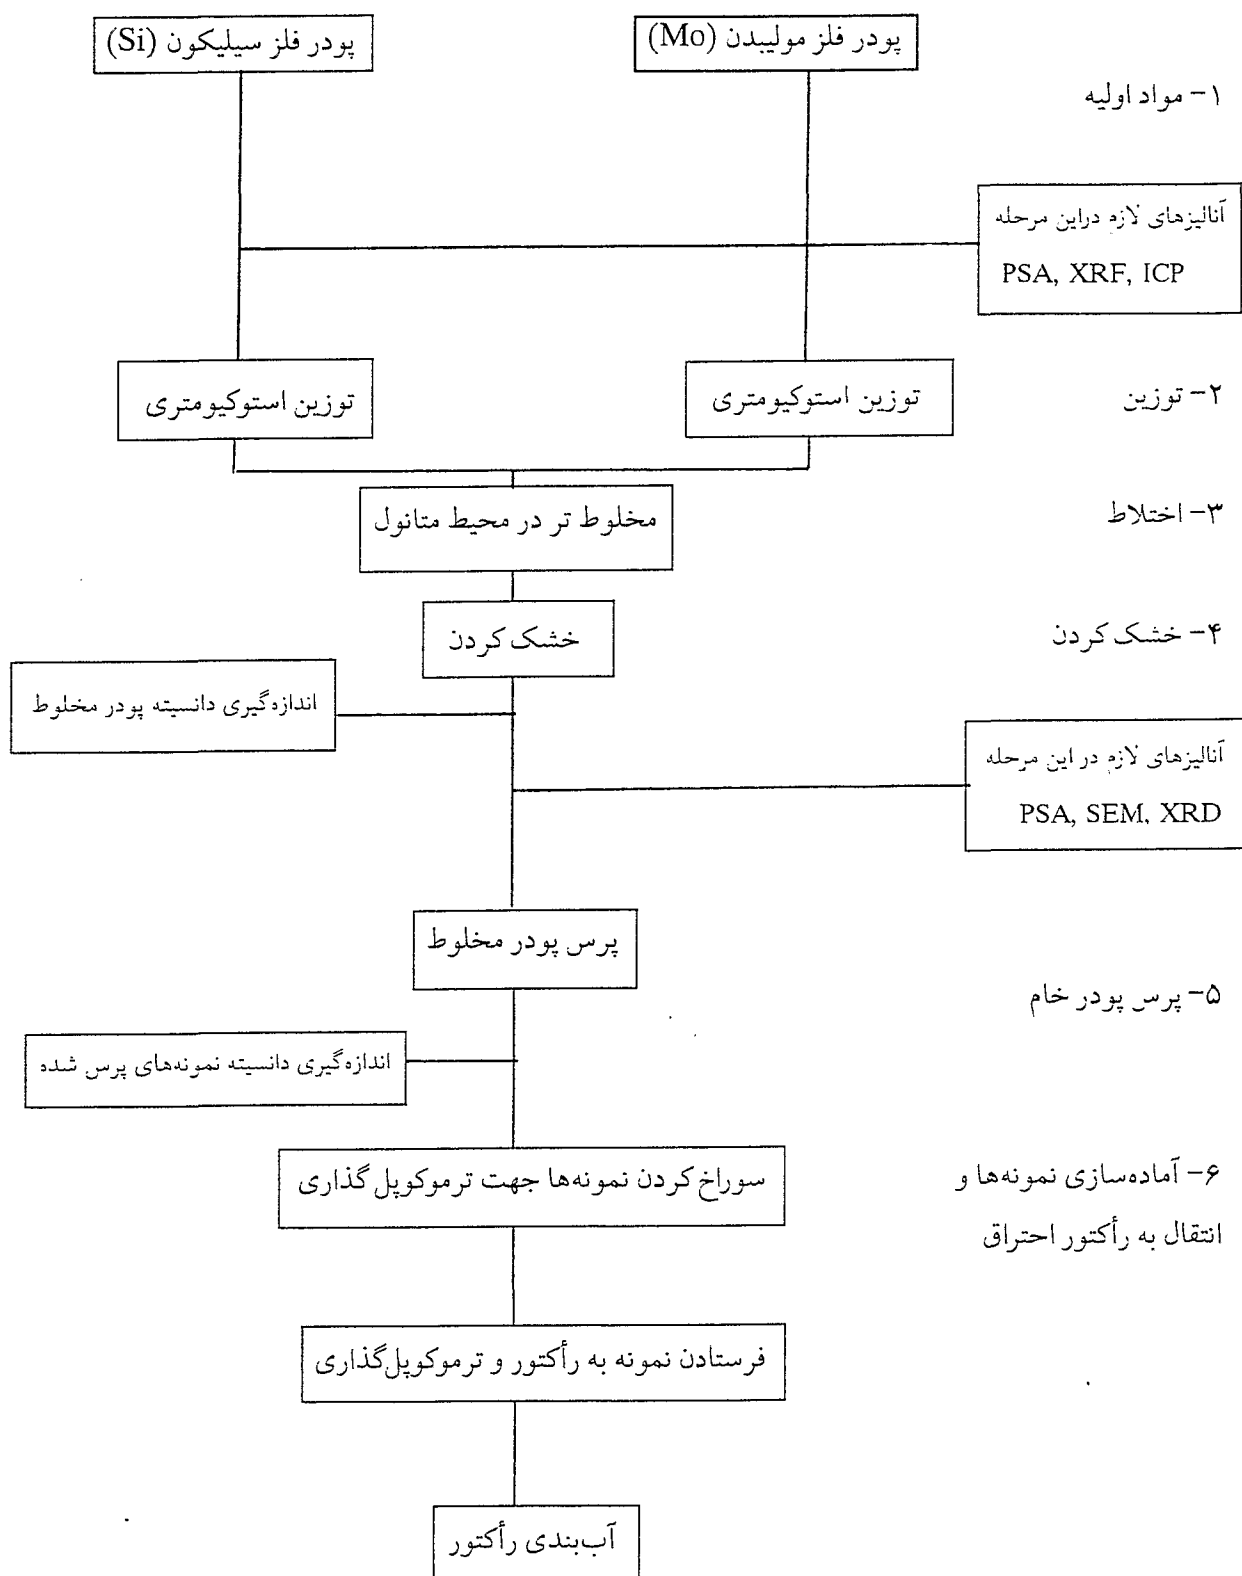 پودر فلز مولیبدن (Mo)
پودر فلز سیلیکون (Si)
۱- مواد اولیه
آنالیزهای لازم دراین مرحله
PSA, XRF, ICP
۲- توزین
توزین استوکیومتری
توزین استوکیومتری
۳- اختلاط
مخلوط تر در محیط متانول
۴- خشک کردن
خشک کردن
اندازه‌گیری دانسیته پودر مخلوط
آنالیزهای لازم در این مرحله
PSA, SEM, XRD
پرس پودر مخلوط
۵- پرس پودر خام
اندازه‌گیری دانسیته نمونه‌های پرس شده
۶- آماده‌سازی نمونه‌ها و
انتقال به رأکتور احتراق
سوراخ کردن نمونه‌ها جهت ترموکوپل گذاری
فرستادن نمونه به رأکتور و ترموکوپل‌گذاری
آب‌بندی رأکتور